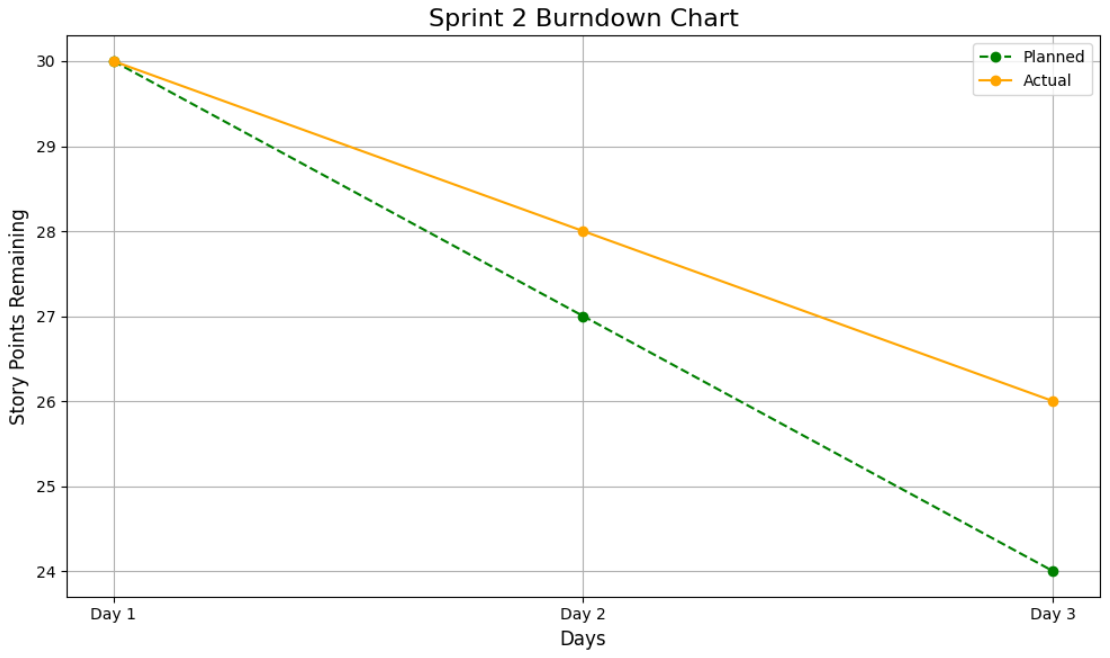 Sprint 2 Burndown Chart
Planned
Actual
Story Points Remaining
30
29
28
27
26
25
24
Day 1
Day 2
Day 3
Days